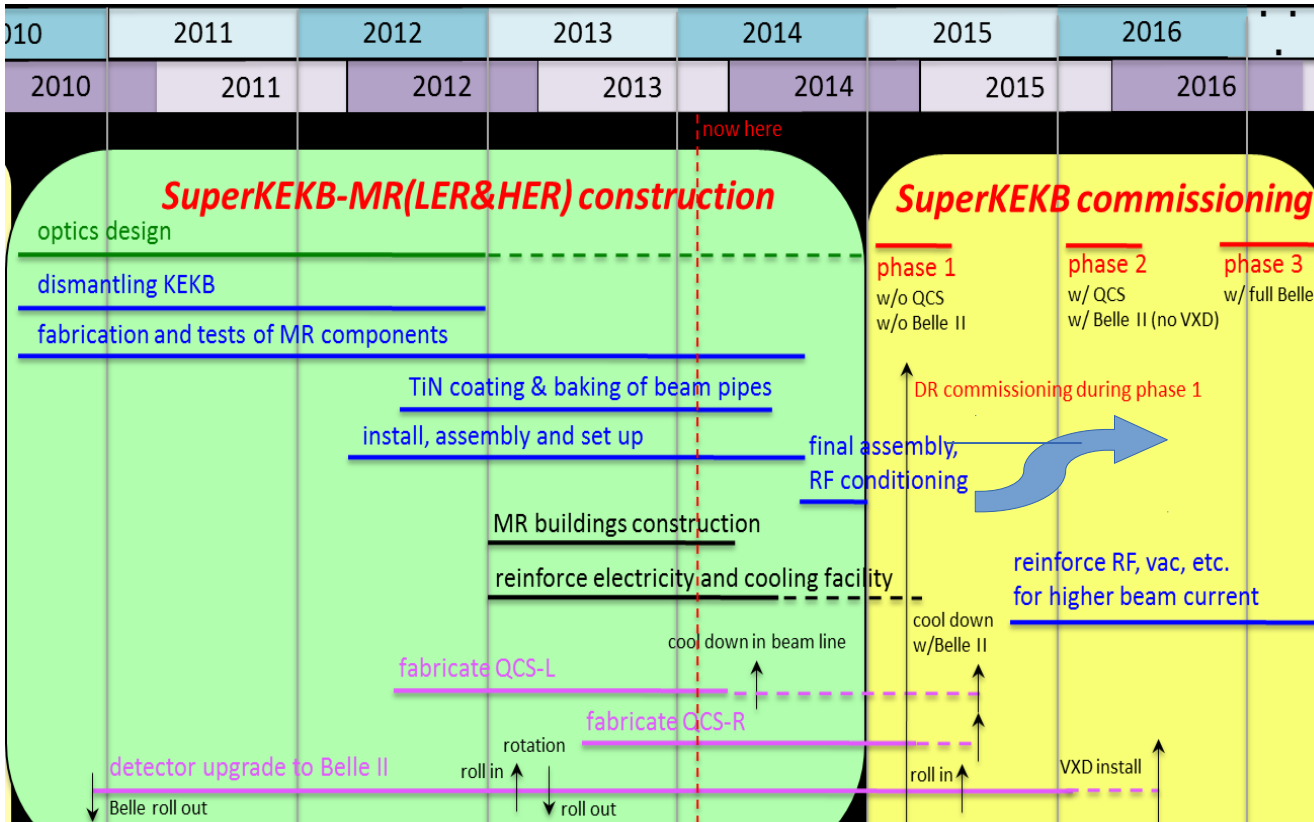 010 2011 2012 2013 2014 2015 2016 . . .
2010 2011 2012 2013 2014 2015 2016
now here
SuperKEKB-MR(LER&HER) construction
SuperKEKB commissioning
optics design
phase 1
w/o QCS
w/o Belle II
phase 2
w/ QCS
w/ Belle II (no VXD)
phase 3
w/ full Belle
dismantling KEKB
fabrication and tests of MR components
TiN coating & baking of beam pipes
DR commissioning during phase 1
install, assembly and set up
final assembly,
RF conditioning
MR buildings construction
reinforce electricity and cooling facility
reinforce RF, vac, etc.
for higher beam current
cool down in beam line
cool down
w/Belle II
fabricate QCS-L
fabricate QCS-R
rotation
detector upgrade to Belle II
roll in
roll in
VXD install
Belle roll out
roll out